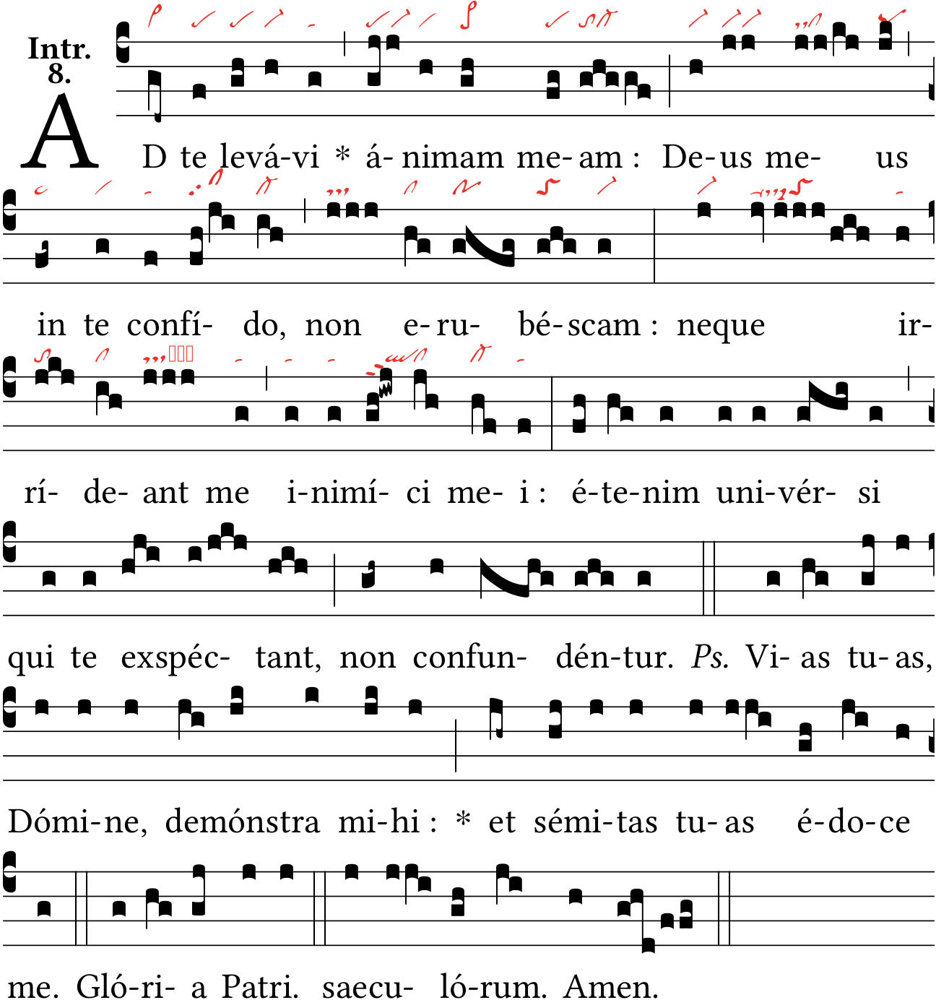 Intr.
8.
AD te levá-vi * á-nimam me-am : De-us me- us
in te confí- do, non e-ru- bé-scam : neque ir-
rí- de-ant me i-nimí- ci me- i : é-te-nim uni-vér- si
qui te exspéc- tant, non confun- dén-tur. Ps. Vi- as tu-as,
Dómi-ne, demónstra mi-hi : * et sémi-tas tu- as é-do-ce
me. Gló-ri- a Patri. saecu- ló-rum. Amen.